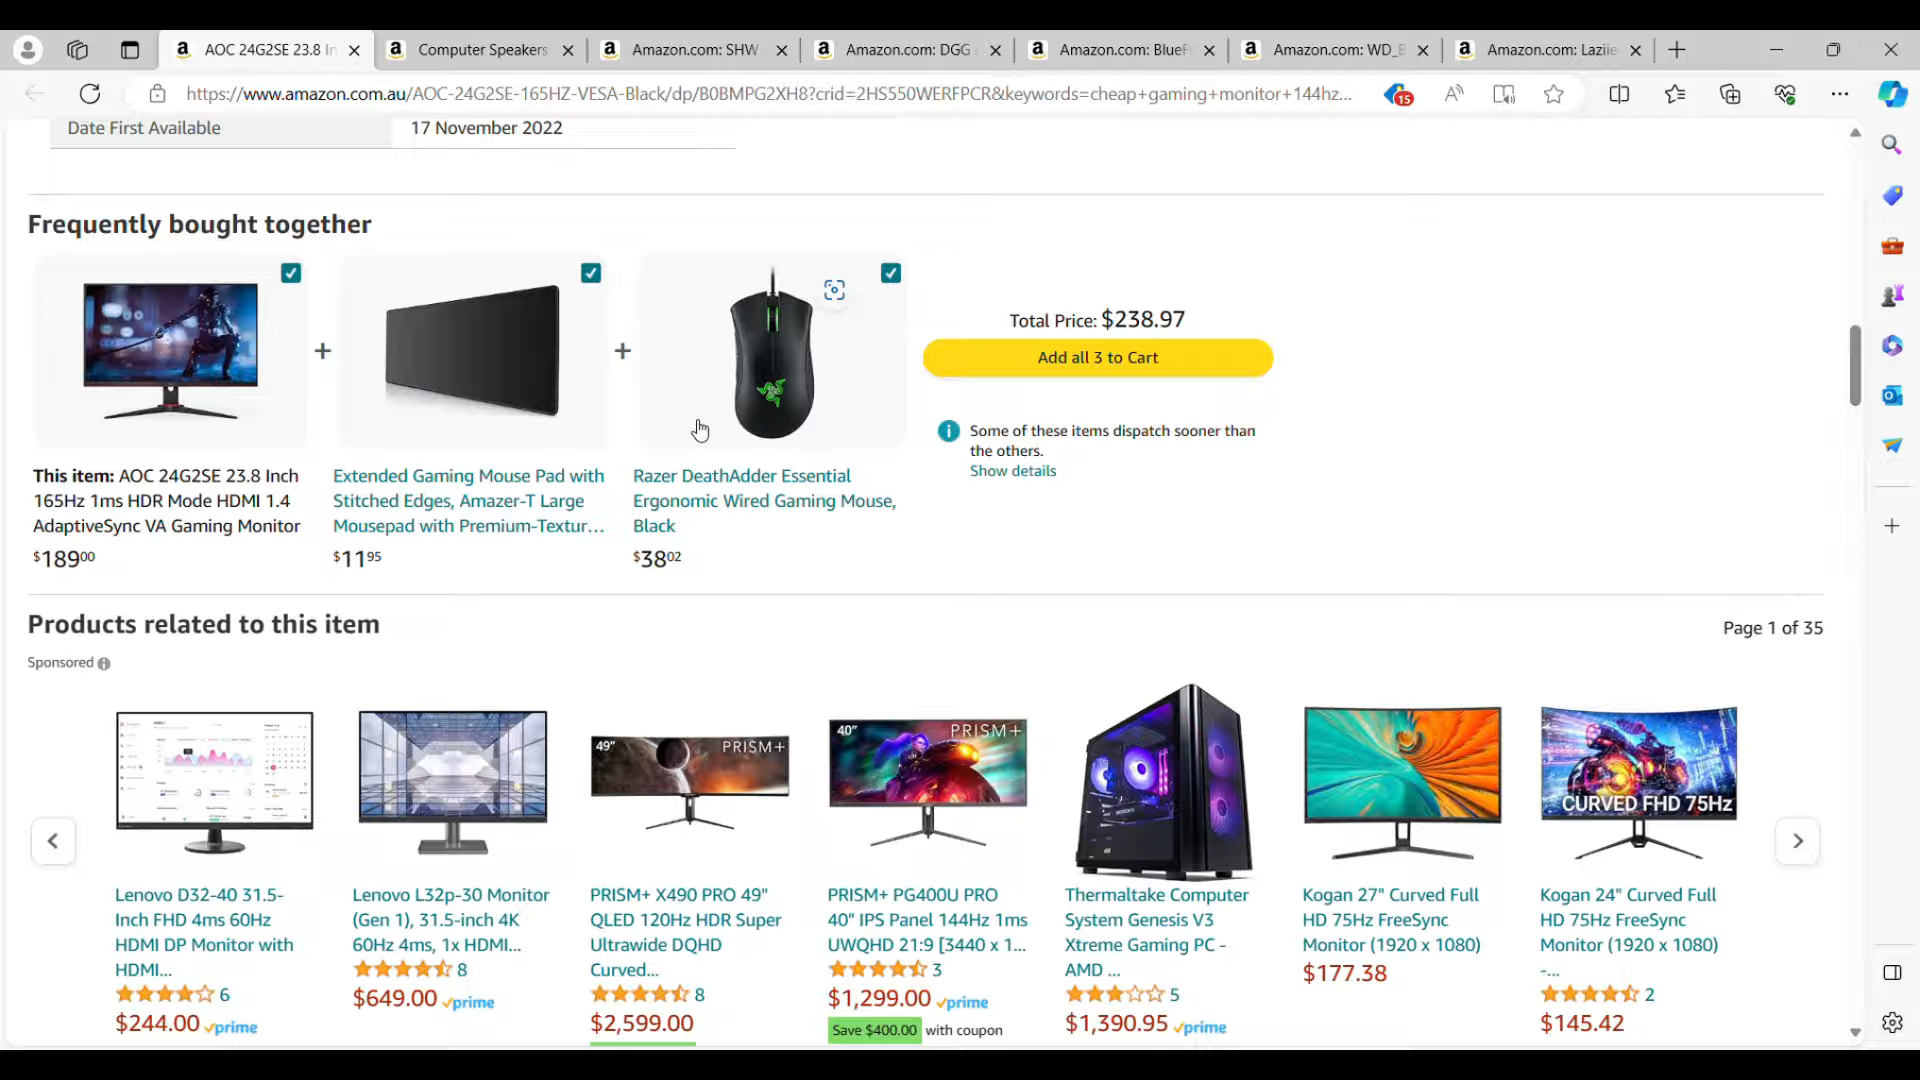 AOC 24G2SE 23.8 In
Computer Speakers
Amazon.com: SHW
Amazon.com: DGG
Amazon.com: BlueF
Amazon.com: WD_B
Amazon.com: Laziie
https://www.amazon.com.au/AOC-24G2SE-165HZ-VESA-Black/dp/B0BMPG2XH8?crid=2HS550WERFPCR&keywords=cheap+gaming+monitor+144hz...
15
Date First Available 17 November 2022
Frequently bought together
This item: AOC 24G2SE 23.8 Inch
165Hz 1ms HDR Mode HDMI 1.4
AdaptiveSync VA Gaming Monitor
$18900
Extended Gaming Mouse Pad with
Stitched Edges, Amazer-T Large
Mousepad with Premium-Textur...
$1195
Razer DeathAdder Essential
Ergonomic Wired Gaming Mouse,
Black
$3802
Total Price: $238.97
Add all 3 to Cart
Some of these items dispatch sooner than
the others.
Show details
Products related to this item
Page 1 of 35
Sponsored
Lenovo D32-40 31.5-
Inch FHD 4ms 60Hz
HDMI DP Monitor with
HDMI...
6
$244.00 prime
Lenovo L32p-30 Monitor
(Gen 1), 31.5-inch 4K
60Hz 4ms, 1x HDMI...
8
$649.00 prime
49" PRISM+
PRISM+ X490 PRO 49"
QLED 120Hz HDR Super
Ultrawide DQHD
Curved...
8
$2,599.00
40" PRISM+
PRISM+ PG400U PRO
40" IPS Panel 144Hz 1ms
UWQHD 21:9 [3440 x 1...
3
$1,299.00 prime
Save $400.00 with coupon
Thermaltake Computer
System Genesis V3
Xtreme Gaming PC -
AMD ...
5
$1,390.95 prime
Kogan 27" Curved Full
HD 75Hz FreeSync
Monitor (1920 x 1080)
$177.38
CURVED FHD 75Hz
Kogan 24" Curved Full
HD 75Hz FreeSync
Monitor (1920 x 1080)
-...
2
$145.42